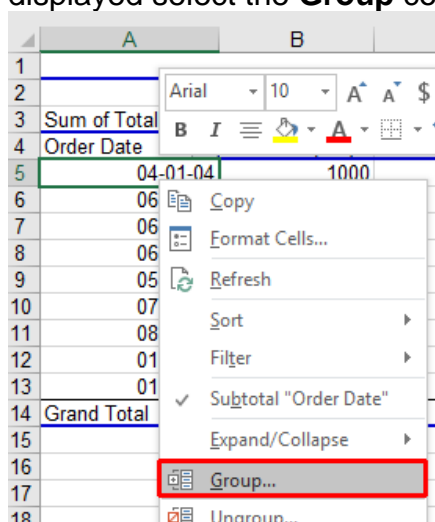 displayed select the Group co
A B
1
2 Arial 10 A A $
3 Sum of Total B I A
4 Order Date
5 04-01-04 1000
6 06 Copy
7 06 Format Cells...
8 06
9 05 Refresh
10 07 Sort
11 08
12 01 Filter
13 01 Subtotal "Order Date"
14 Grand Total
15 Expand/Collapse
16 Group...
17
18 Ungroup...